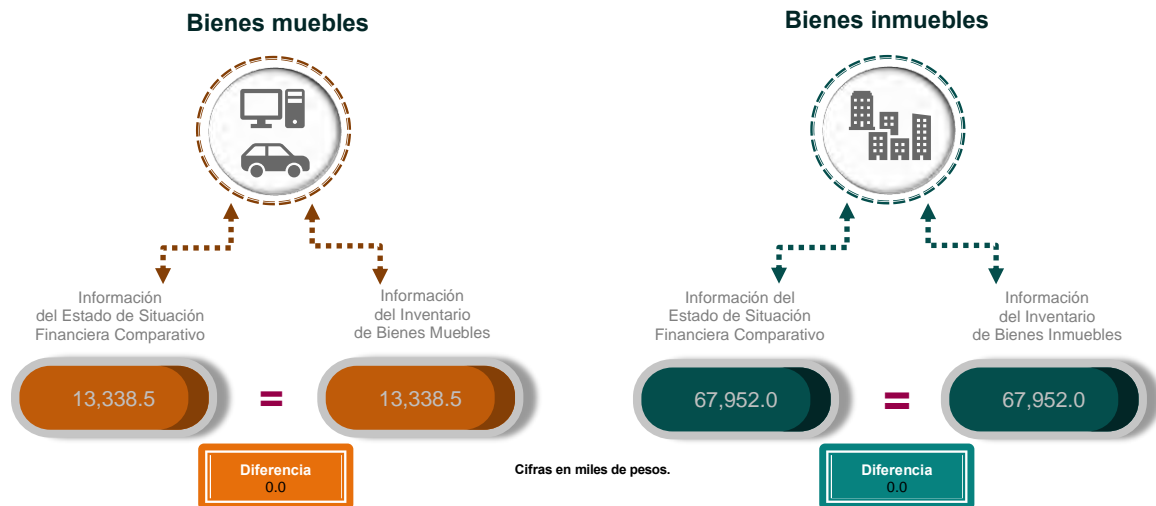 Bienes muebles
Información
del Estado de Situación
Financiera Comparativo
Información
del Inventario
de Bienes Muebles
13,338.5
=
13,338.5
Diferencia
0.0
Cifras en miles de pesos.
Bienes inmuebles
Información del
Estado de Situación
Financiera Comparativo
Información
del Inventario
de Bienes Inmuebles
67,952.0
=
67,952.0
Diferencia
0.0